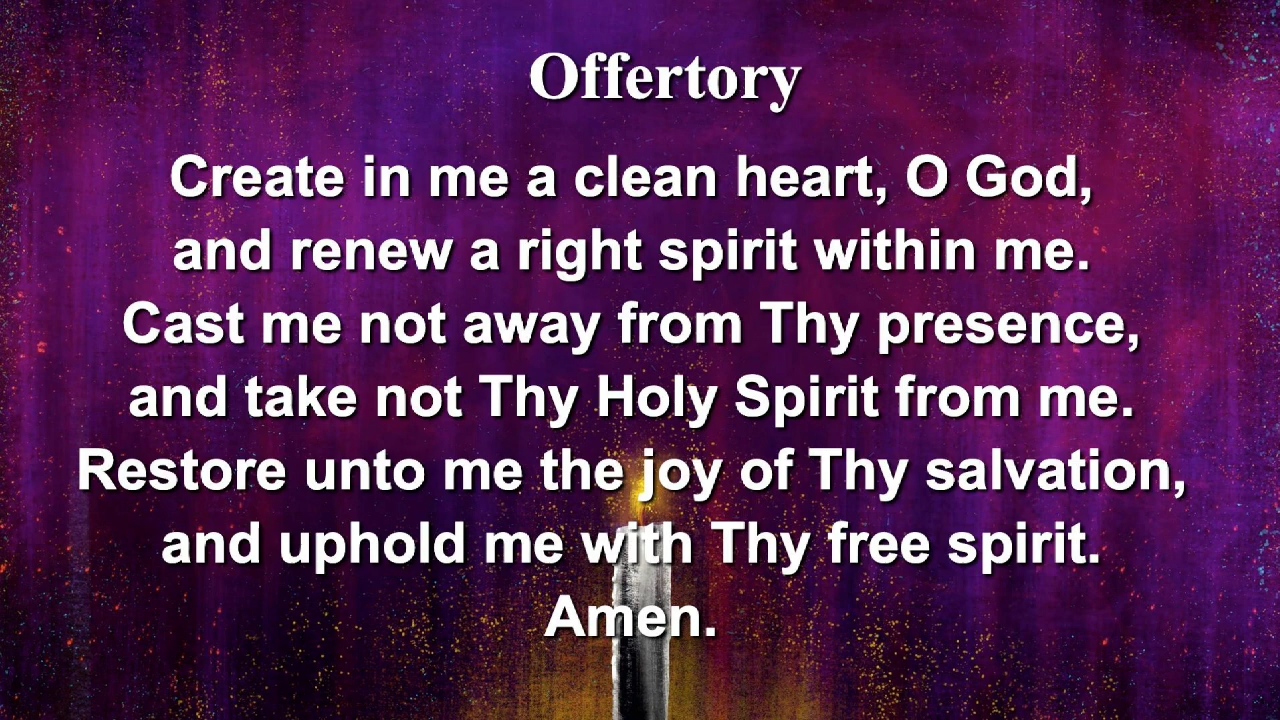 Offertory
Create in me a clean heart, O God,
and renew a right spirit within me.
Cast me not away from Thy presence,
and take not Thy Holy Spirit from me.
Restore unto me the joy of Thy salvation,
and uphold me with Thy free spirit.
Amen.